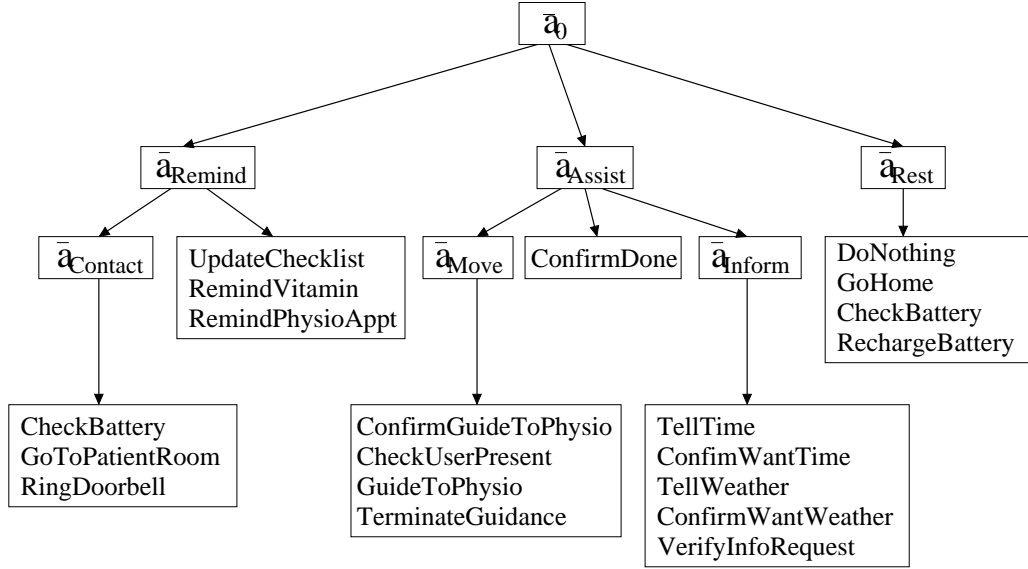 ā0
āRemind
āAssist
āRest
āContact
UpdateChecklist
RemindVitamin
RemindPhysioAppt
āMove
ConfirmDone
āInform
DoNothing
GoHome
CheckBattery
RechargeBattery
CheckBattery
GoToPatientRoom
RingDoorbell
ConfirmGuideToPhysio
CheckUserPresent
GuideToPhysio
TerminateGuidance
TellTime
ConfimWantTime
TellWeather
ConfirmWantWeather
VerifyInfoRequest